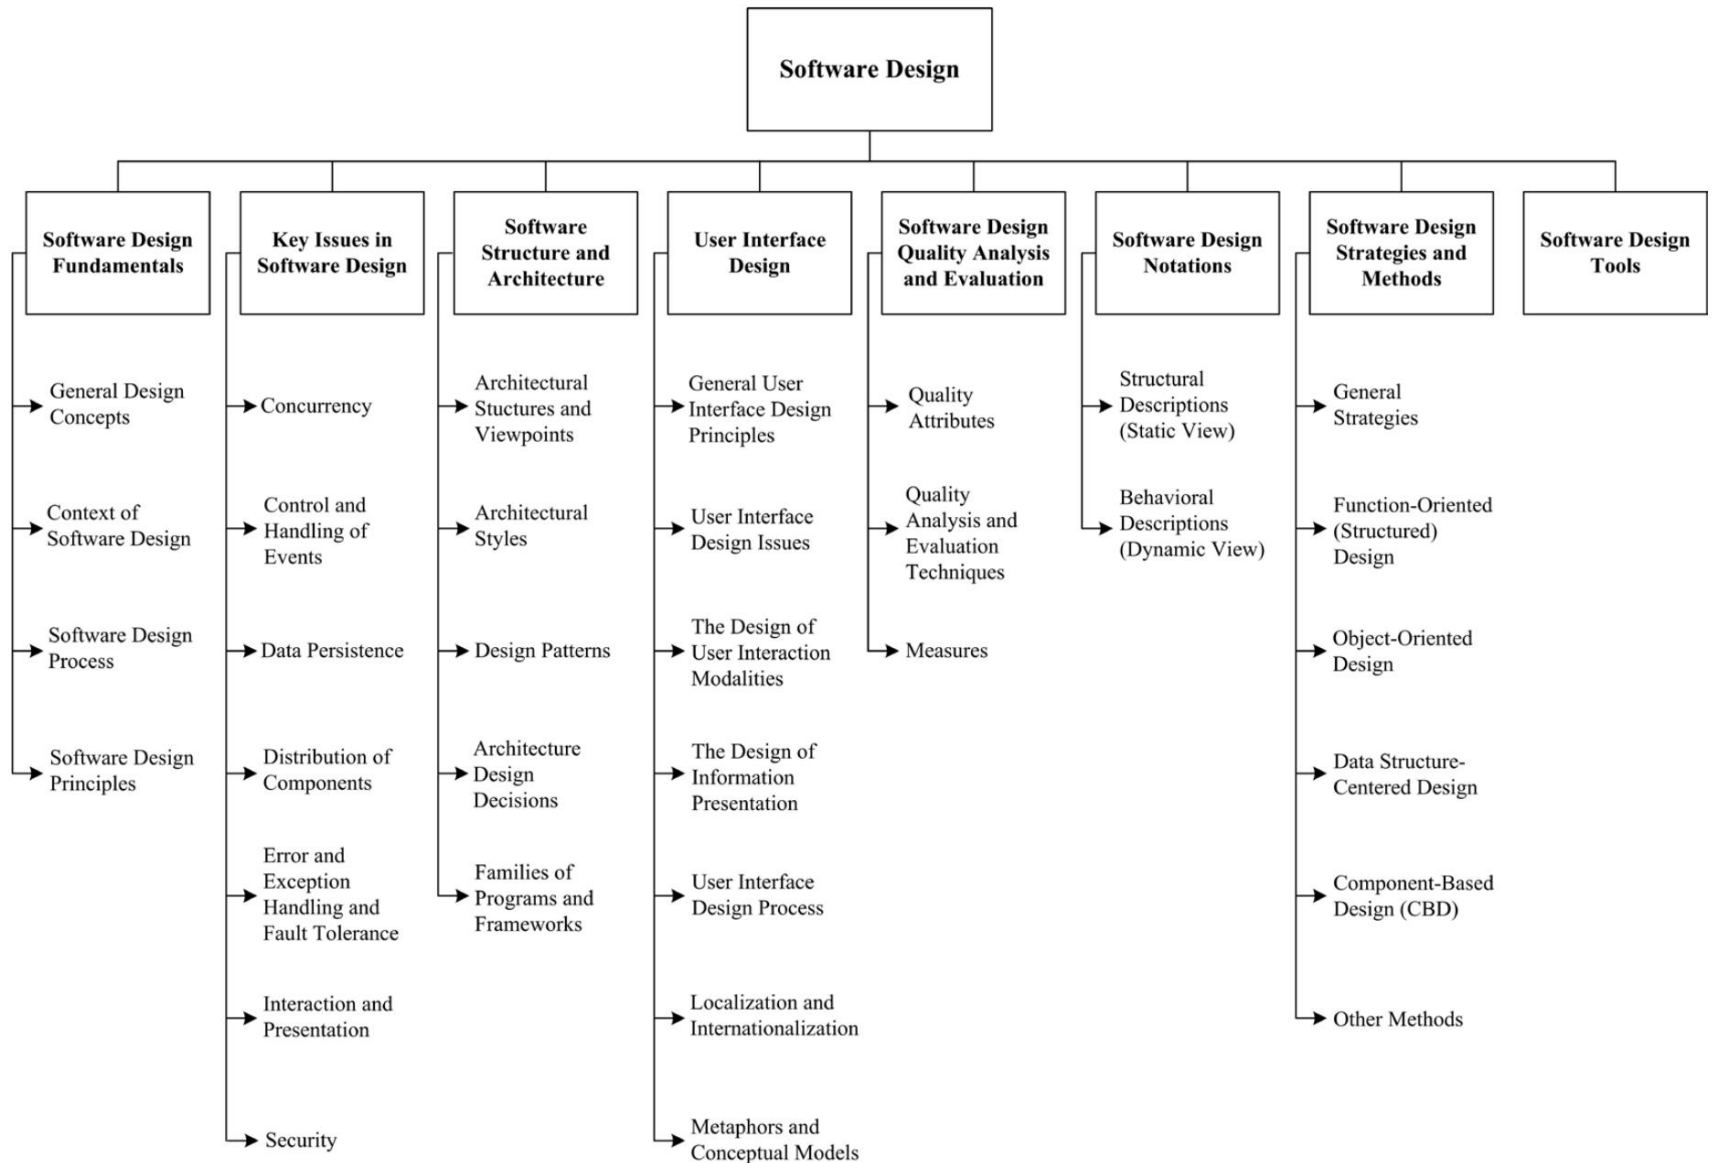 Software Design
Software Design
Fundamentals
General Design
Concepts
Context of
Software Design
Software Design
Process
Software Design
Principles
Key Issues in
Software Design
Concurrency
Control and
Handling of
Events
Data Persistence
Distribution of
Components
Error and
Exception
Handling and
Fault Tolerance
Interaction and
Presentation
Security
Software
Structure and
Architecture
Architectural
Stuctures and
Viewpoints
Architectural
Styles
Design Patterns
Architecture
Design
Decisions
Families of
Programs and
Frameworks
User Interface
Design
General User
Interface Design
Principles
User Interface
Design Issues
The Design of
User Interaction
Modalities
The Design of
Information
Presentation
User Interface
Design Process
Localization and
Internationalization
Metaphors and
Conceptual Models
Software Design
Quality Analysis
and Evaluation
Quality
Attributes
Quality
Analysis and
Evaluation
Techniques
Measures
Software Design
Notations
Structural
Descriptions
(Static View)
Behavioral
Descriptions
(Dynamic View)
Software Design
Strategies and
Methods
General
Strategies
Function-Oriented
(Structured)
Design
Object-Oriented
Design
Data Structure-
Centered Design
Component-Based
Design (CBD)
Other Methods
Software Design
Tools